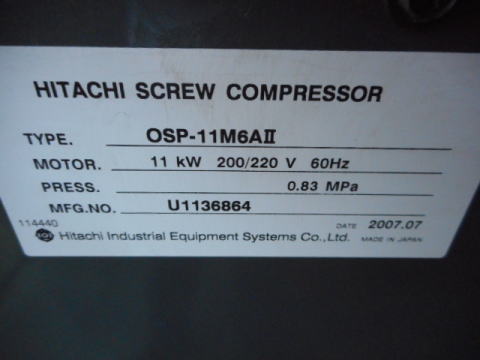 HITACHI SCREW COMPRESSOR
TYPE. OSP-11M6AⅡ
MOTOR. 11 kW 200/220 V 60Hz
PRESS. 0.83 MPa
MFG.NO. U1136864
114440 DATE 2007.07
Hitachi Industrial Equipment Systems Co.,Ltd. MADE IN JAPAN